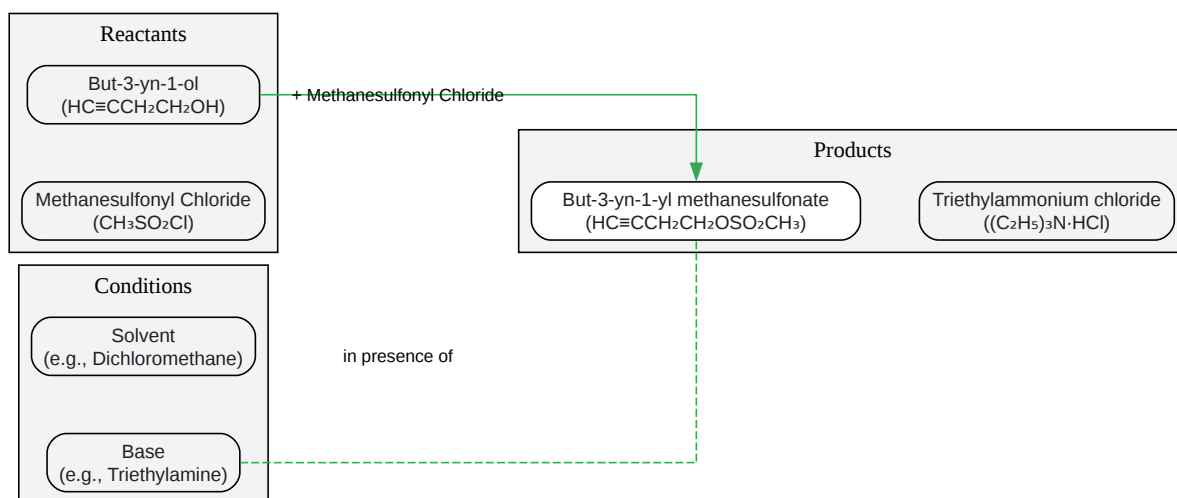 Reactants
But-3-yn-1-ol
(HC≡CCH₂CH₂OH)
+ Methanesulfonyl Chloride
Methanesulfonyl Chloride
(CH₃SO₂Cl)
Products
But-3-yn-1-yl methanesulfonate
(HC≡CCH₂CH₂OSO₂CH₃)
Triethylammonium chloride
((C₂H₅)₃N·HCl)
Conditions
Solvent
(e.g., Dichloromethane)
in presence of
Base
(e.g., Triethylamine)